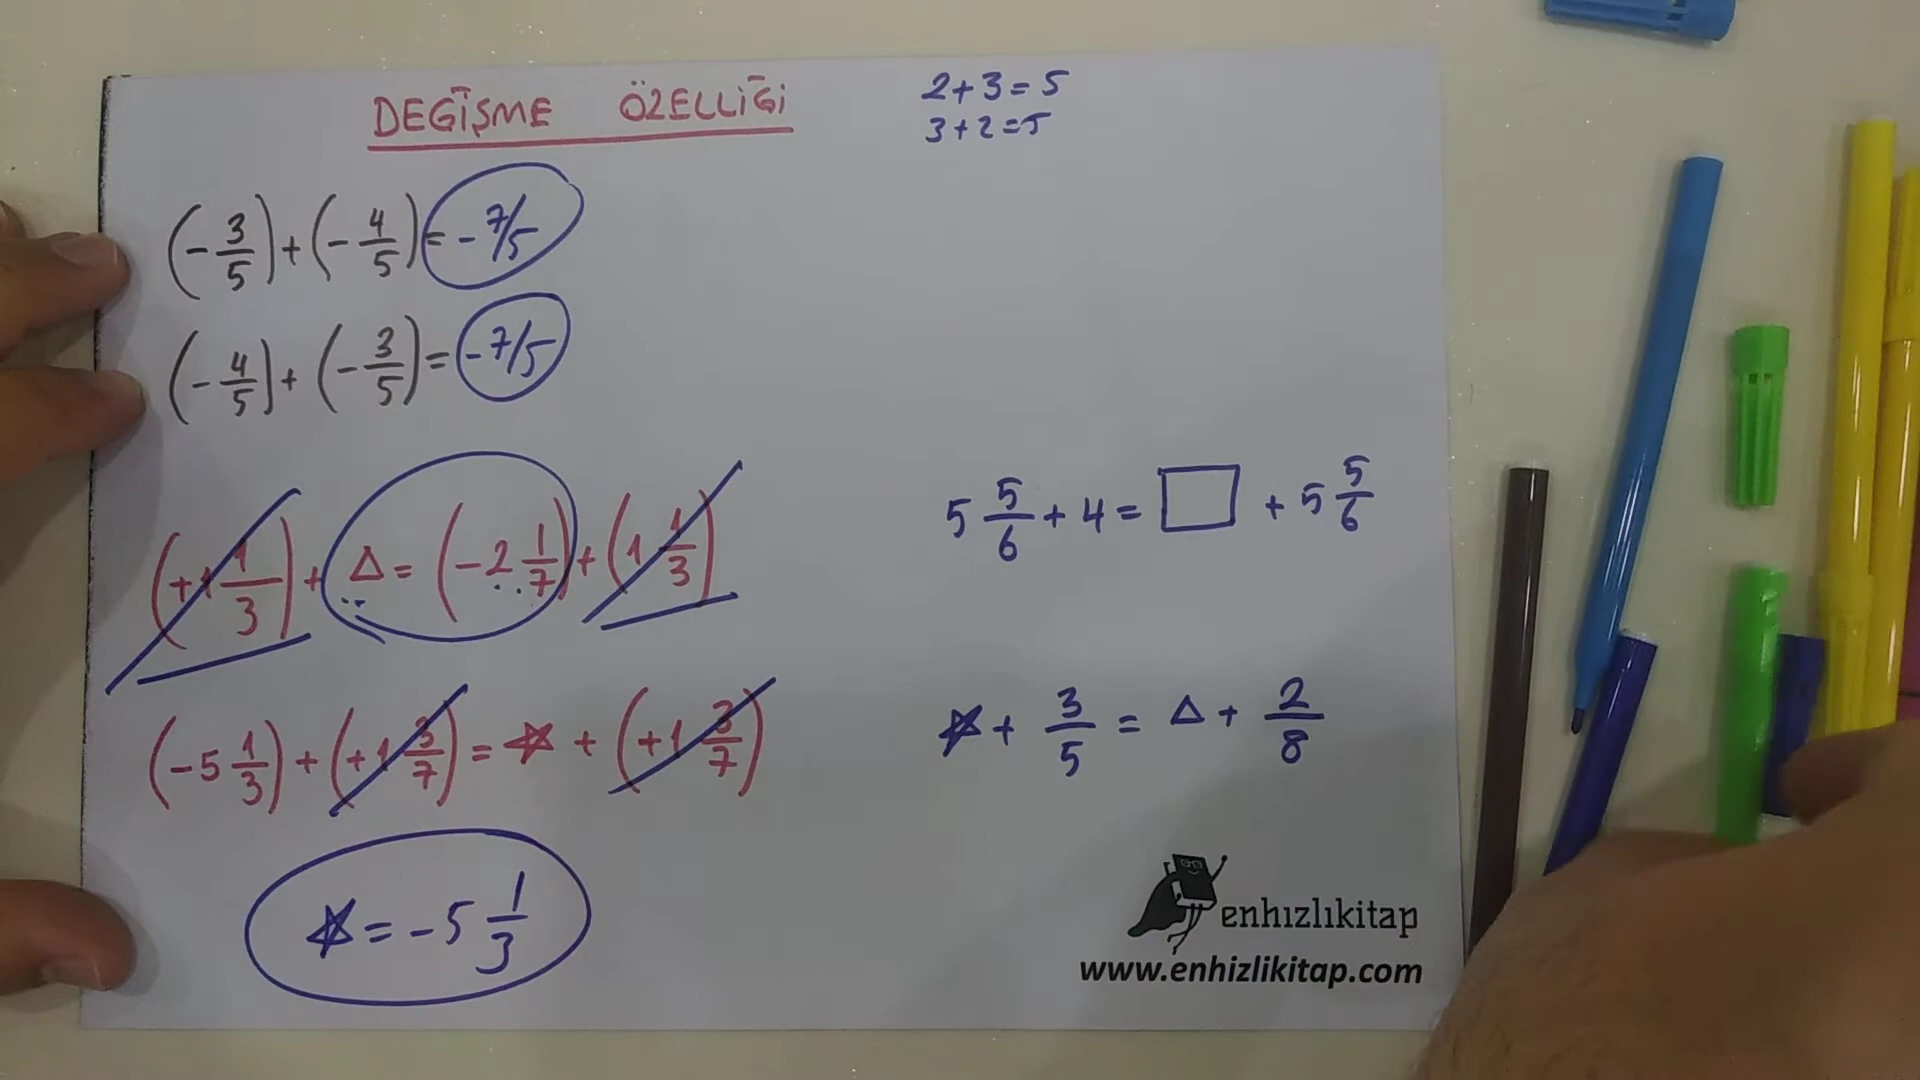 DEĞİŞME ÖZELLİĞİ
2+3=5
3+2=5
(-3/5)+(-4/5)=-7/5
(-4/5)+(-3/5)=-7/5
(+1 1/3)+Δ=(-2 1/7)+(1 1/3)
(-5 1/3)+(+1 3/7)=☆+(+1 3/7)
☆=-5 1/3
5 5/6+4=□+5 5/6
☆+3/5=Δ+2/8
enhızlıkitap
www.enhizlikitap.com